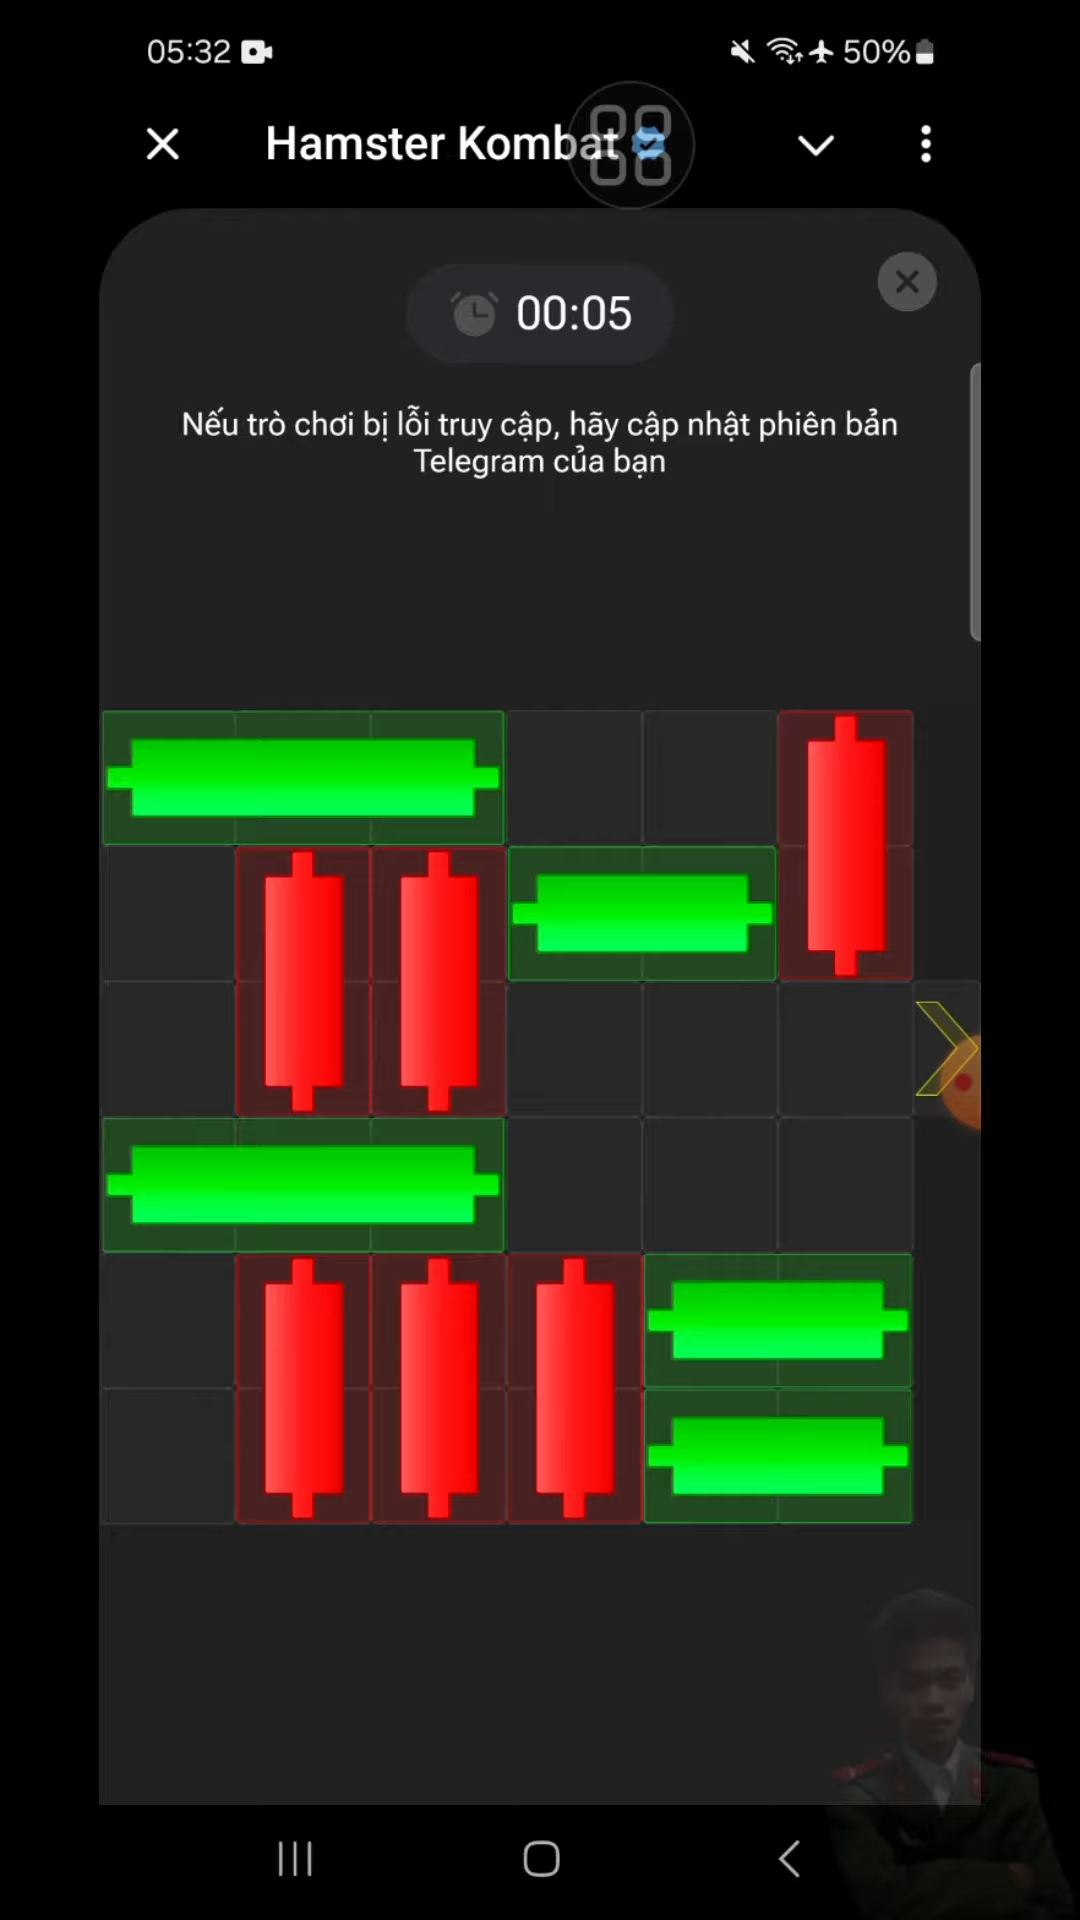 05:32
50%
Hamster Kombat
00:05
Nếu trò chơi bị lỗi truy cập, hãy cập nhật phiên bản
Telegram của bạn